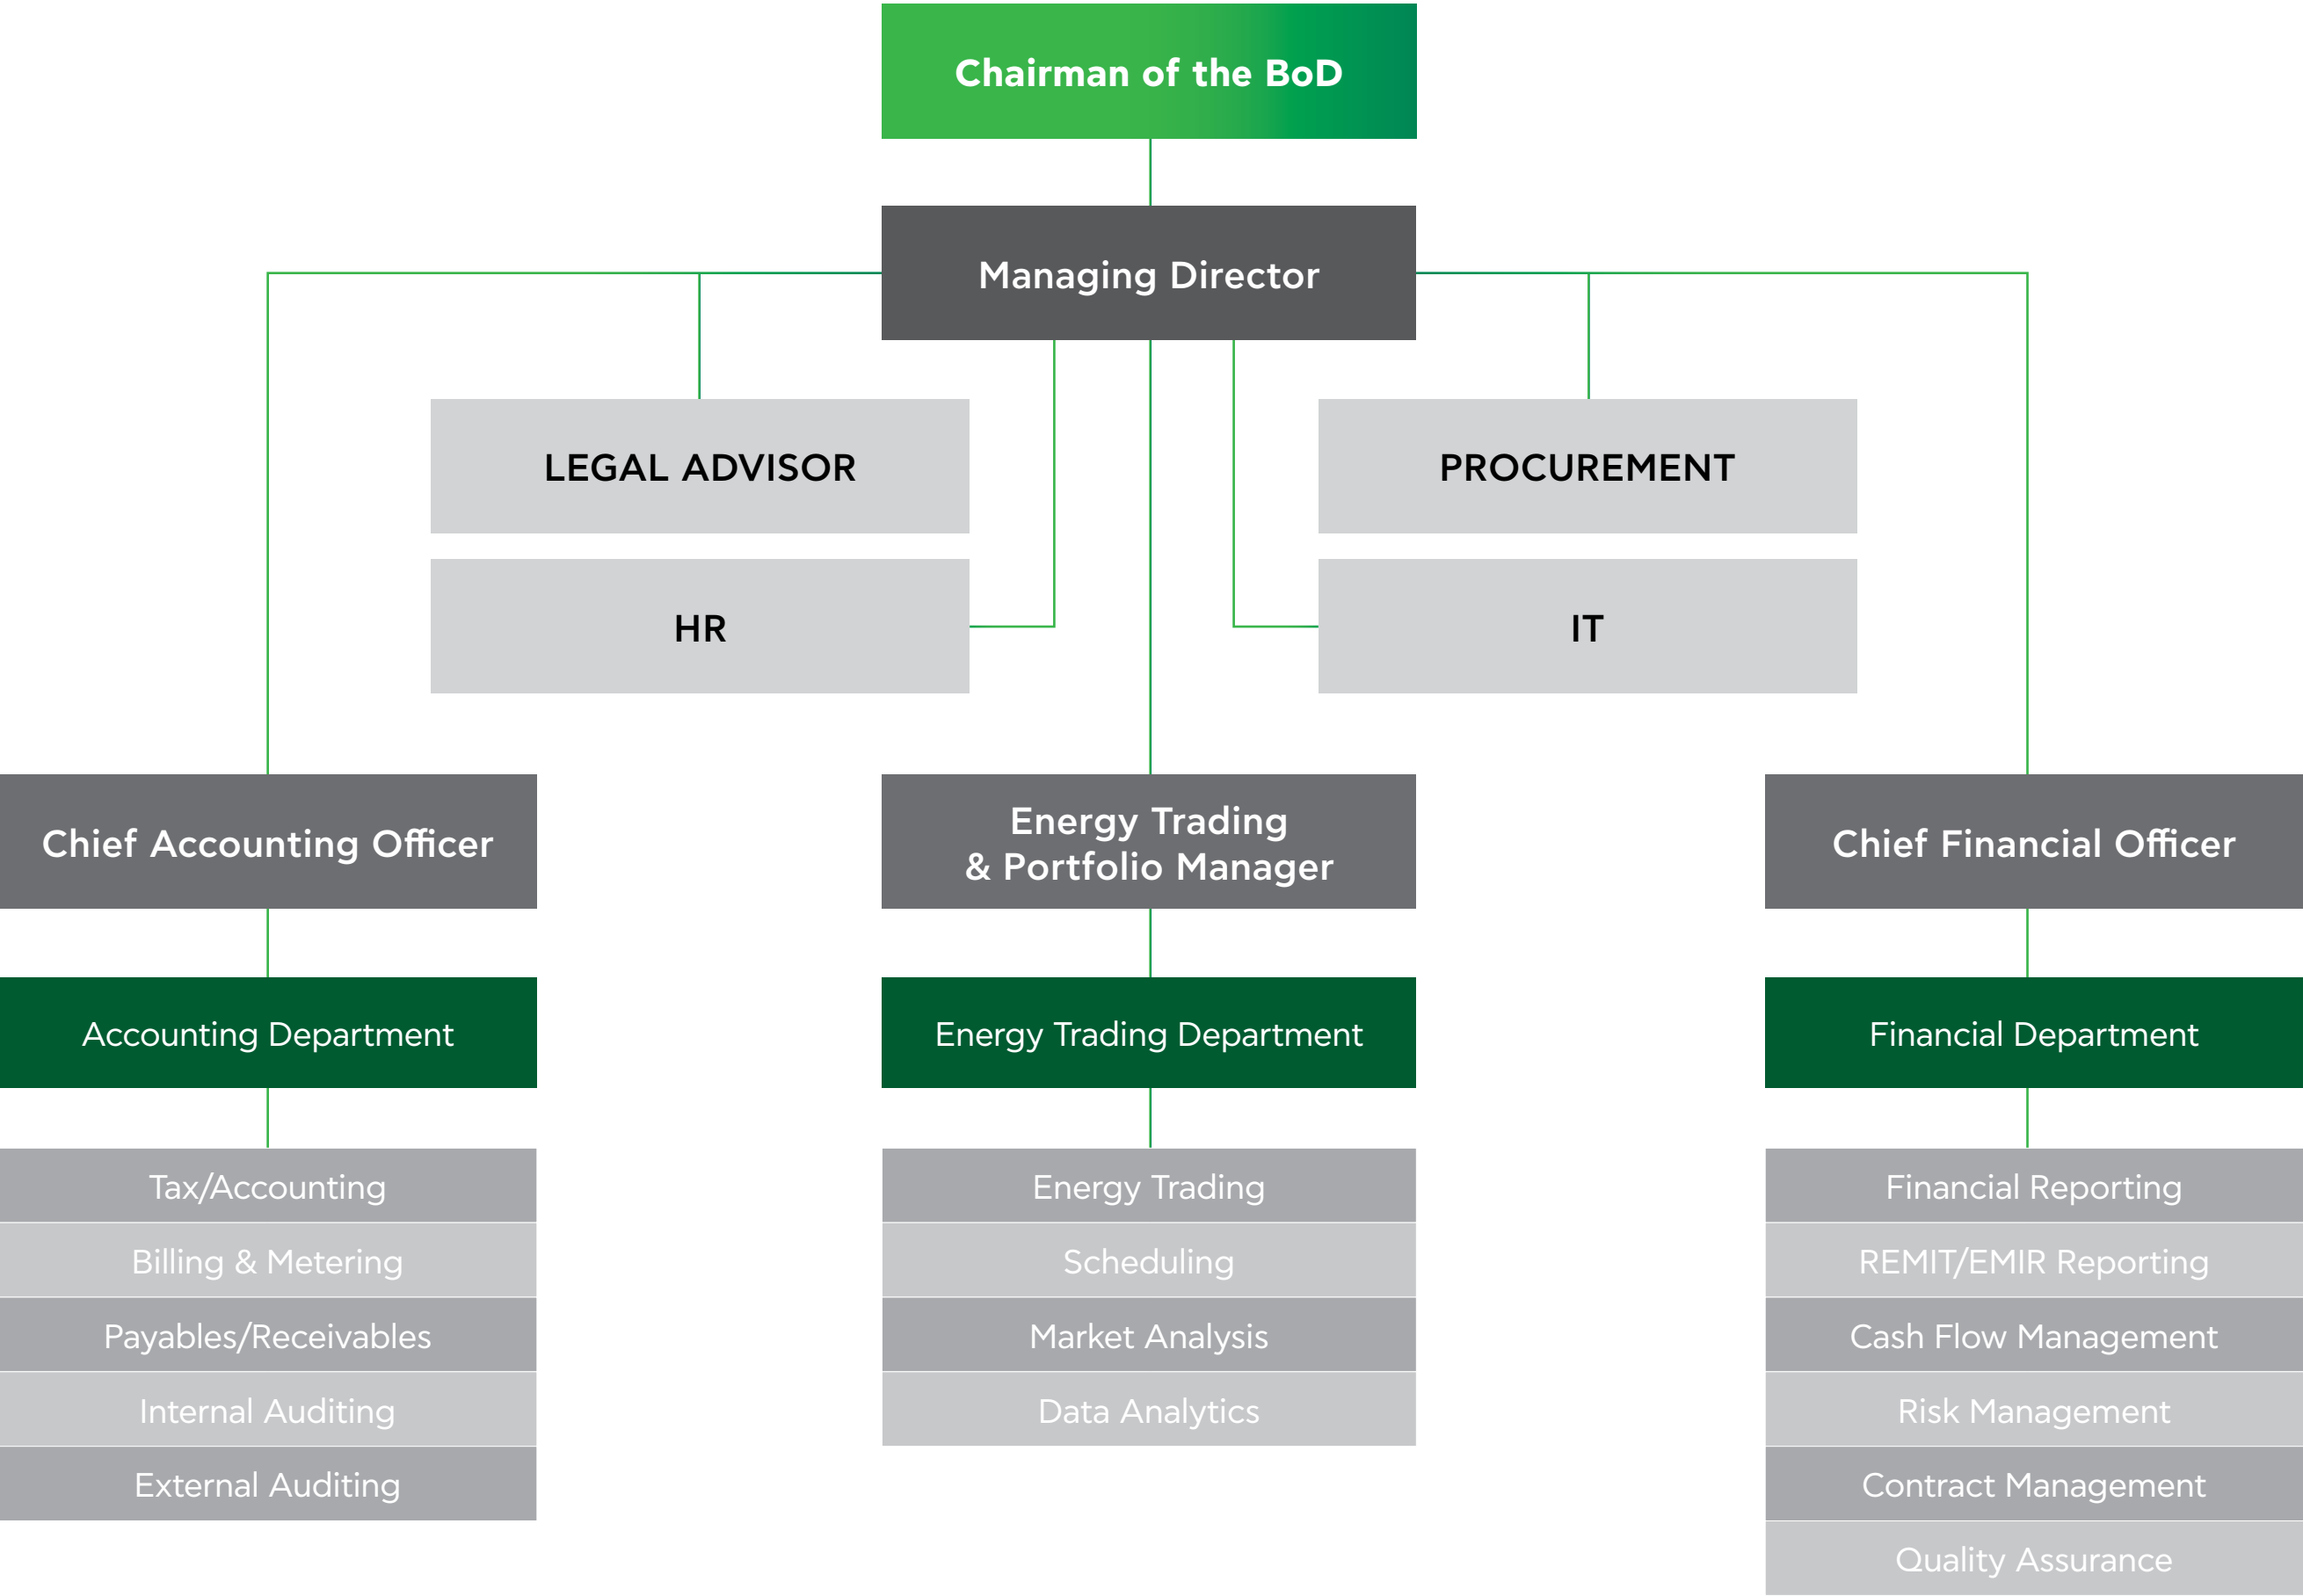 Chairman of the BoD
Managing Director
LEGAL ADVISOR
PROCUREMENT
HR
IT
Chief Accounting Officer
Energy Trading
& Portfolio Manager
Chief Financial Officer
Accounting Department
Energy Trading Department
Financial Department
Tax/Accounting
Billing & Metering
Payables/Receivables
Internal Auditing
External Auditing
Energy Trading
Scheduling
Market Analysis
Data Analytics
Financial Reporting
REMIT/EMIR Reporting
Cash Flow Management
Risk Management
Contract Management
Quality Assurance